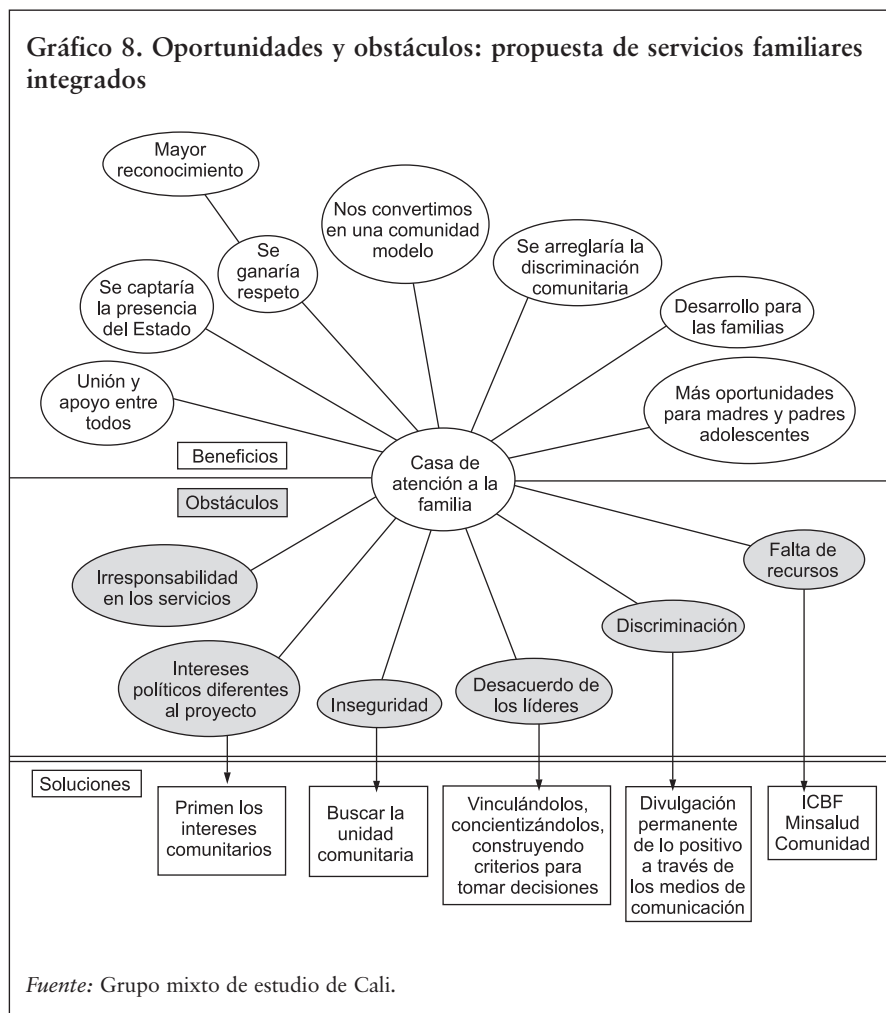 Gráfico 8. Oportunidades y obstáculos: propuesta de servicios familiares
integrados
Mayor
reconocimiento
Se
ganaría
respeto
Nos convertimos
en una comunidad
modelo
Se arreglaría la
discriminación
comunitaria
Se captaría
la presencia
del Estado
Desarrollo para
las familias
Unión y
apoyo entre
todos
Más oportunidades
para madres y padres
adolescentes
Beneficios
Casa de
atención a la
familia
Obstáculos
Irresponsabilidad
en los servicios
Falta de
recursos
Discriminación
Intereses
políticos diferentes
al proyecto
Inseguridad
Desacuerdo de
los líderes
Soluciones
Primen los
intereses
comunitarios
Buscar la
unidad
comunitaria
Vinculándolos,
concientizándolos,
construyendo
criterios para
tomar decisiones
Divulgación
permanente
de lo positivo
a través de
los medios de
comunicación
ICBF
Minsalud
Comunidad
Fuente: Grupo mixto de estudio de Cali.